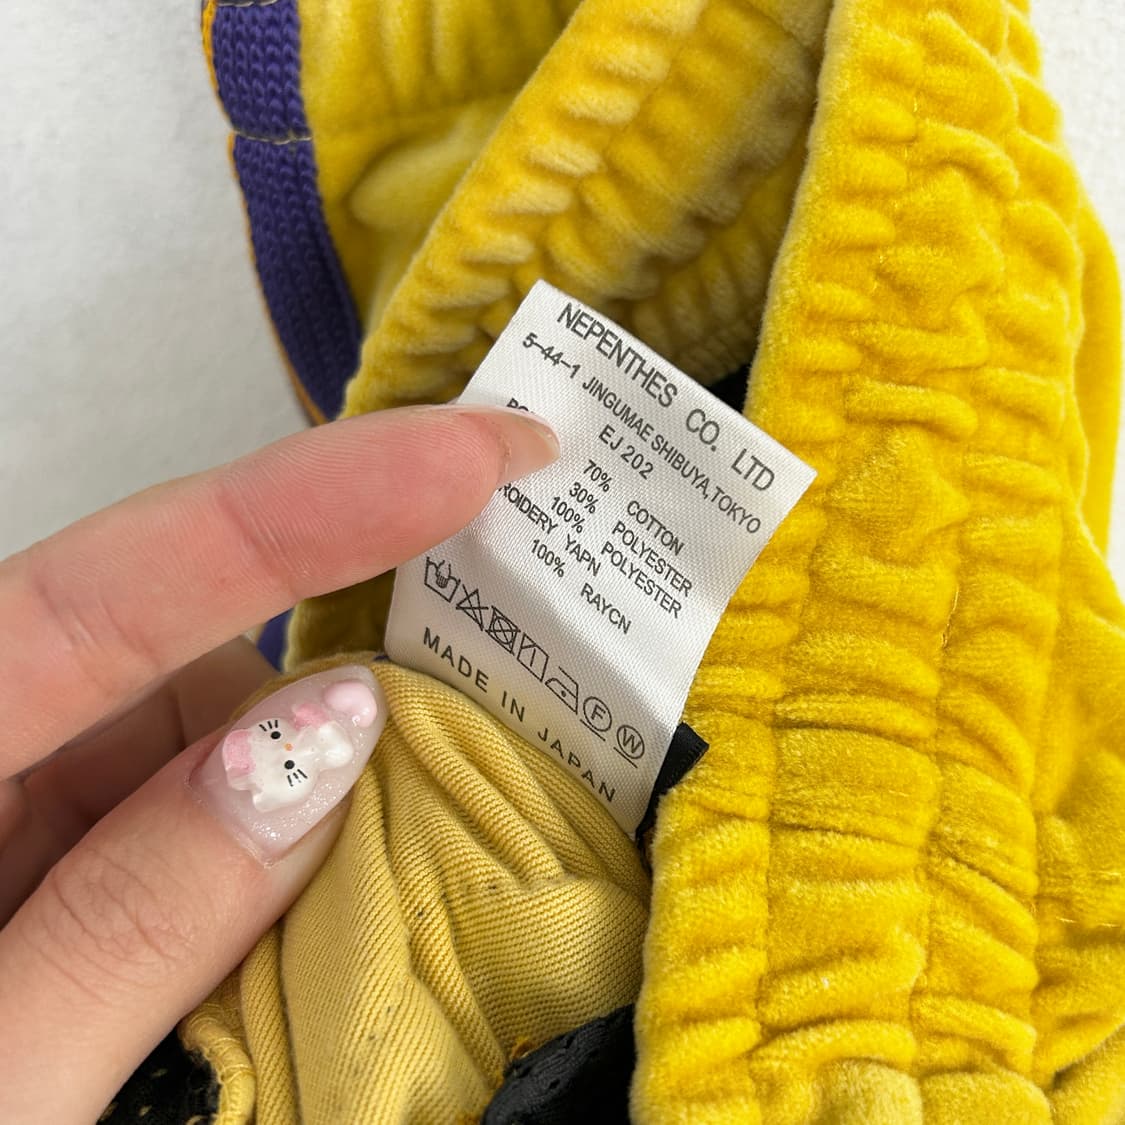 NEPENTHES CO. LTD
5-44-1 JINGUMAE SHIBUYA,TOKYO
EJ 202
70% COTTON
30% POLYESTER
100% POLYESTER
YAPN
100% RAYCN
F W
MADE IN JAPAN